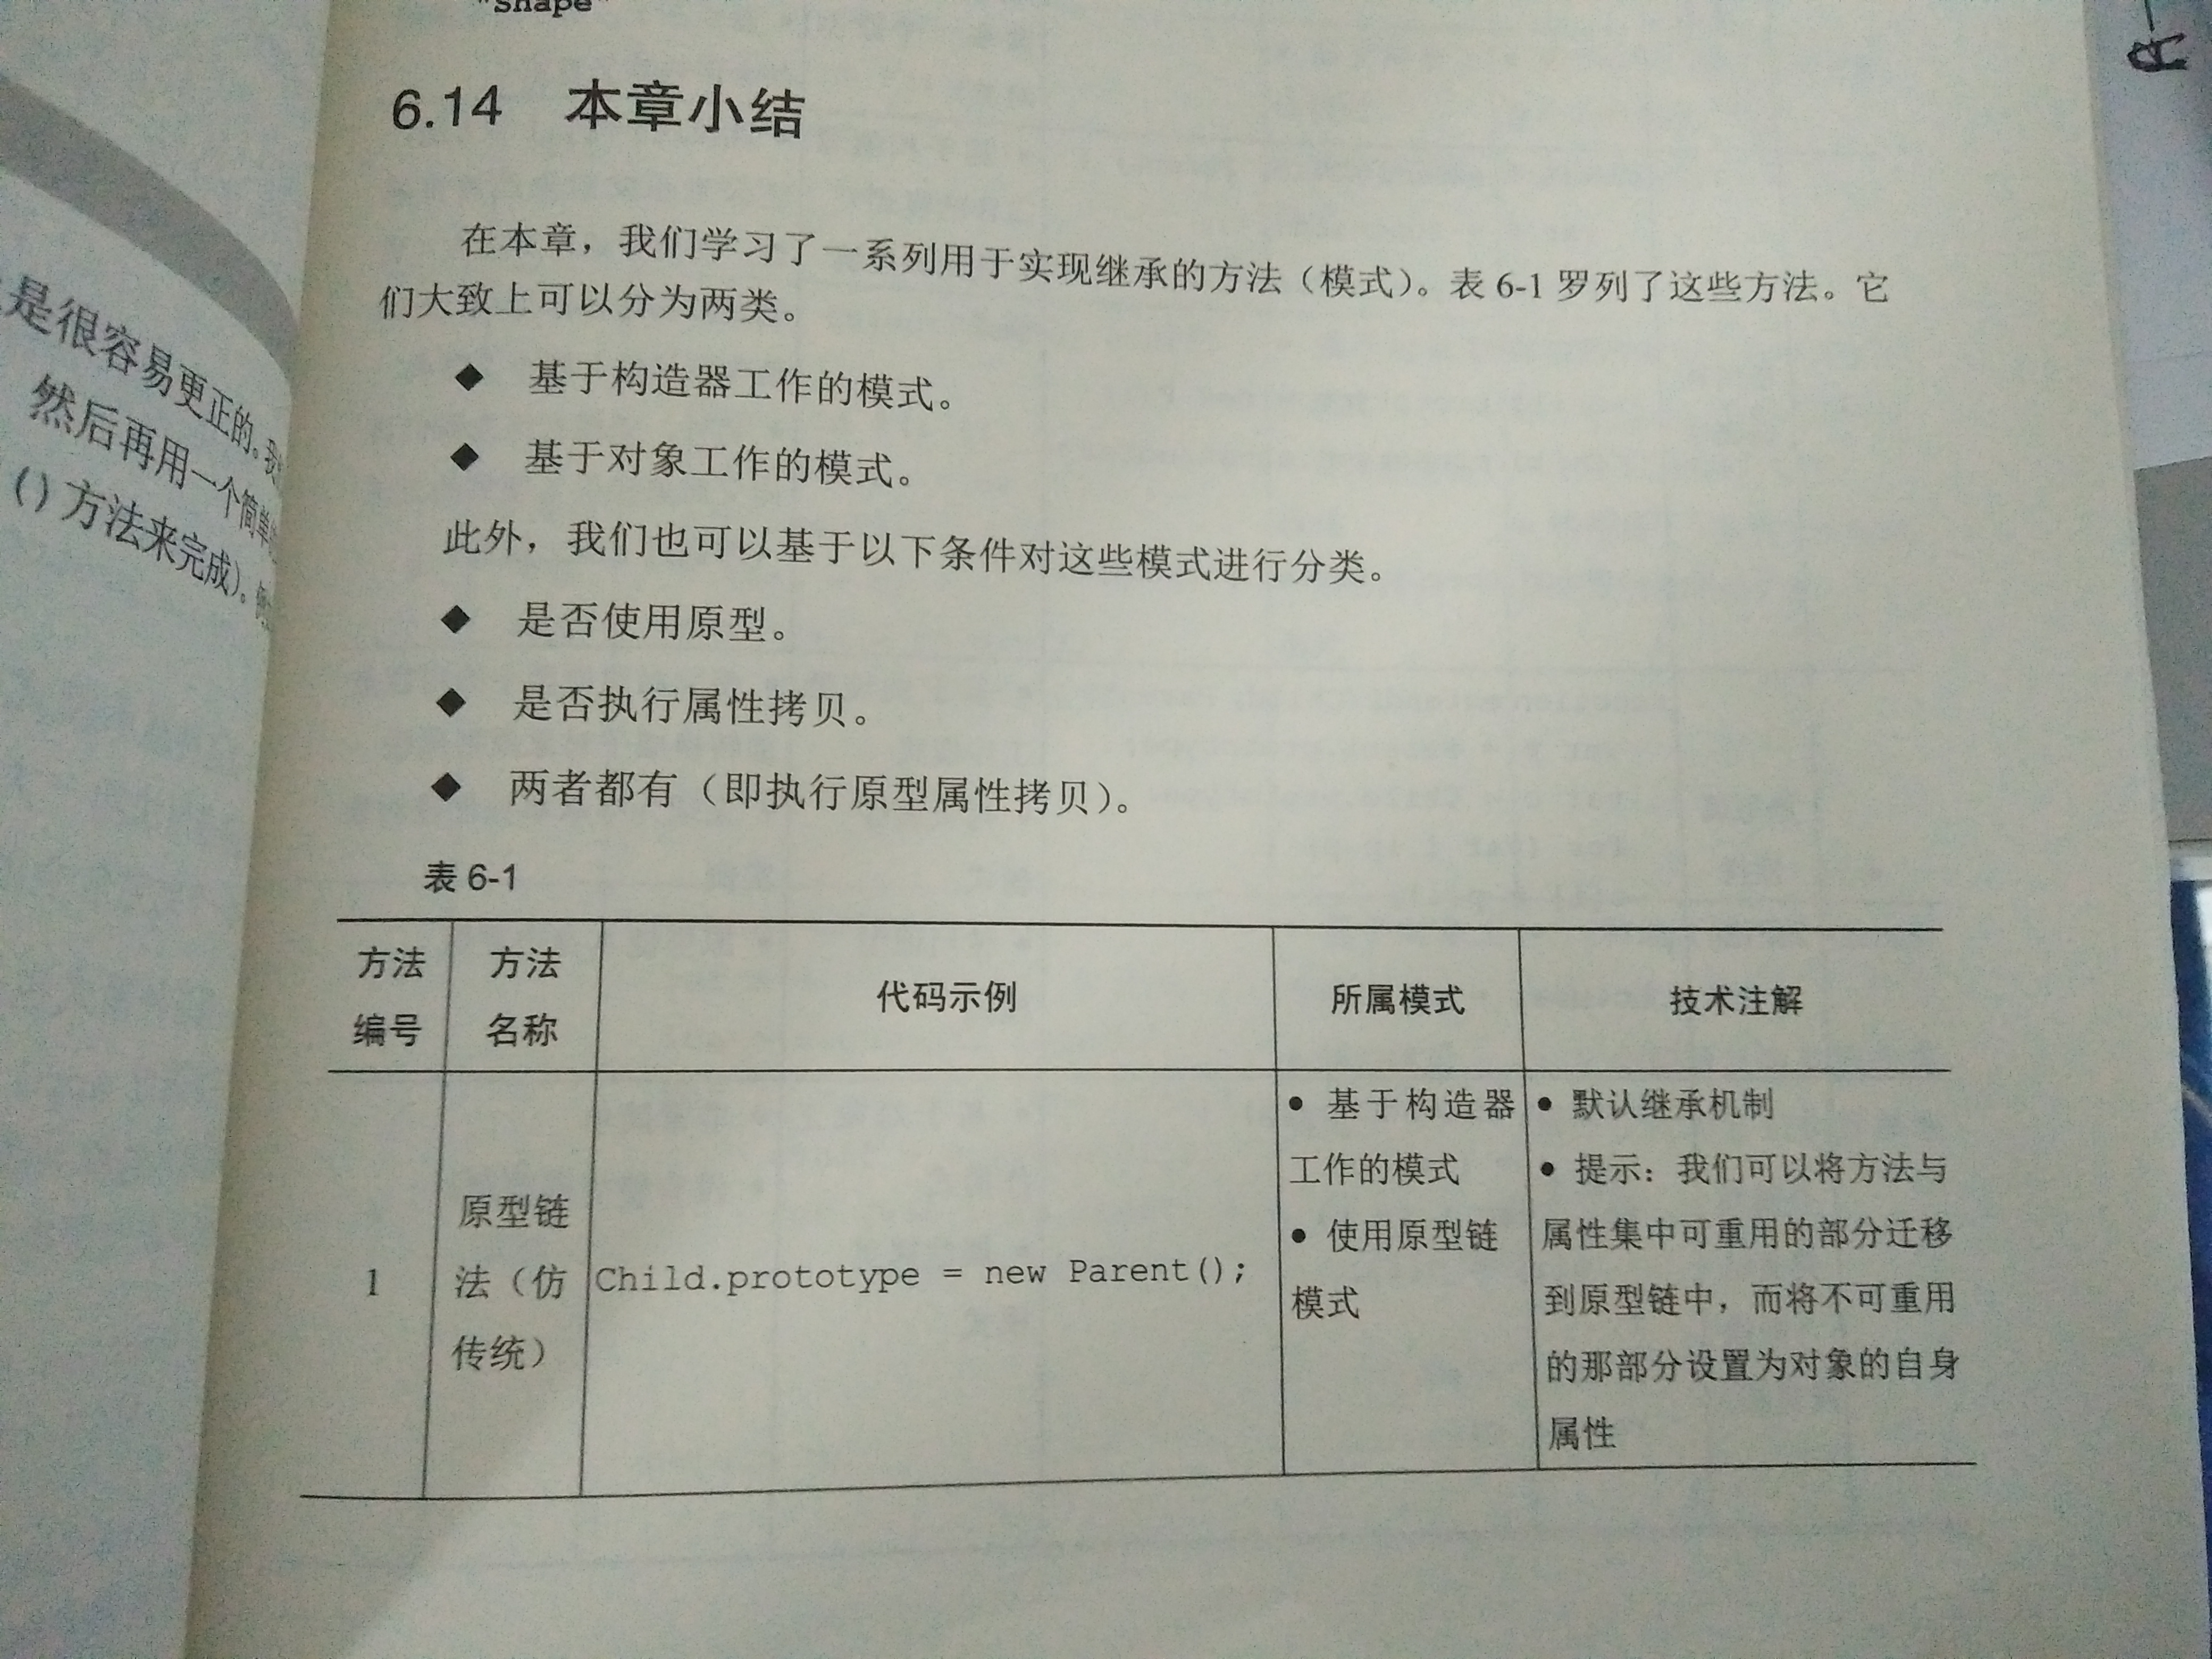 "Shape"
6.14 本章小结
在本章，我们学习了一系列用于实现继承的方法（模式）。表 6-1 罗列了这些方法。它
们大致上可以分为两类。
◆ 基于构造器工作的模式。
◆ 基于对象工作的模式。
此外，我们也可以基于以下条件对这些模式进行分类。
◆ 是否使用原型。
◆ 是否执行属性拷贝。
◆ 两者都有（即执行原型属性拷贝）。
表 6-1
方法
编号
方法
名称
代码示例
所属模式
技术注解
1
原型链
法（仿
传统）
Child.prototype = new Parent();
• 基于构造器
工作的模式
• 使用原型链
模式
• 默认继承机制
• 提示：我们可以将方法与
属性集中可重用的部分迁移
到原型链中，而将不可重用
的那部分设置为对象的自身
属性
是很容易更正的。
然后再用一个简单
()方法来完成）。